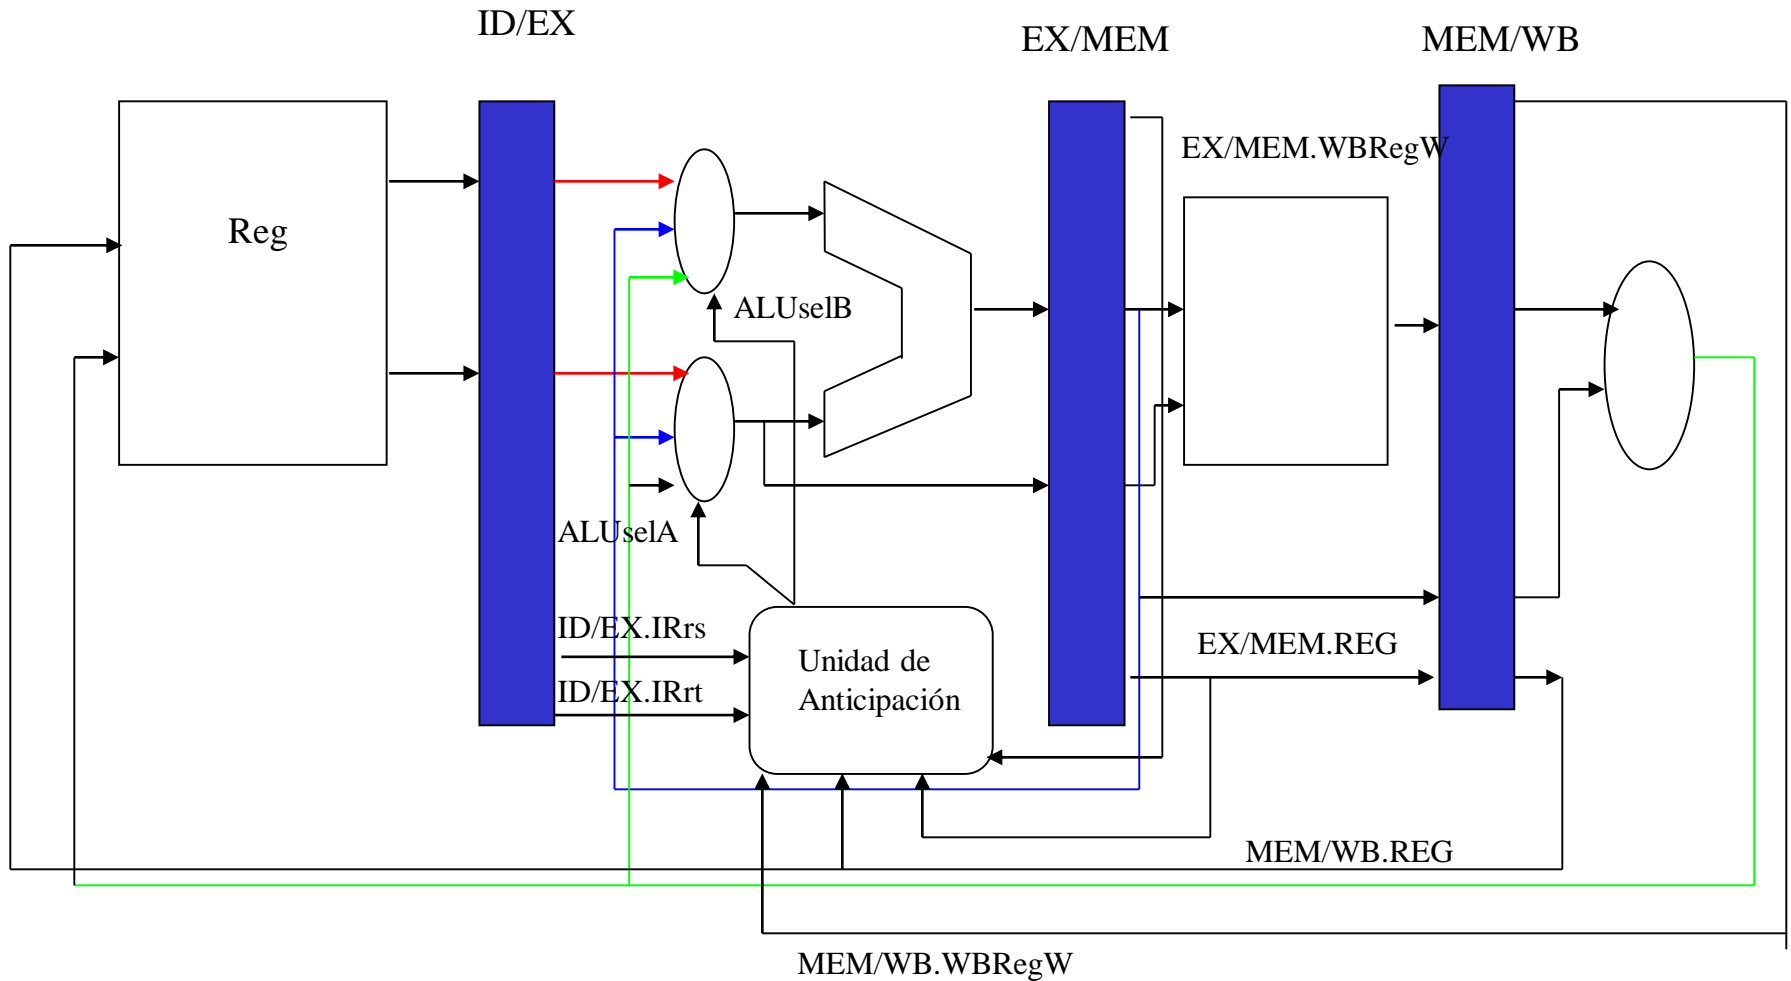 ID/EX
EX/MEM
MEM/WB
EX/MEM.WBRegW
Reg
ALUselB
ALUselA
ID/EX.IRrs
EX/MEM.REG
Unidad de
Anticipación
ID/EX.IRrt
MEM/WB.REG
MEM/WB.WBRegW